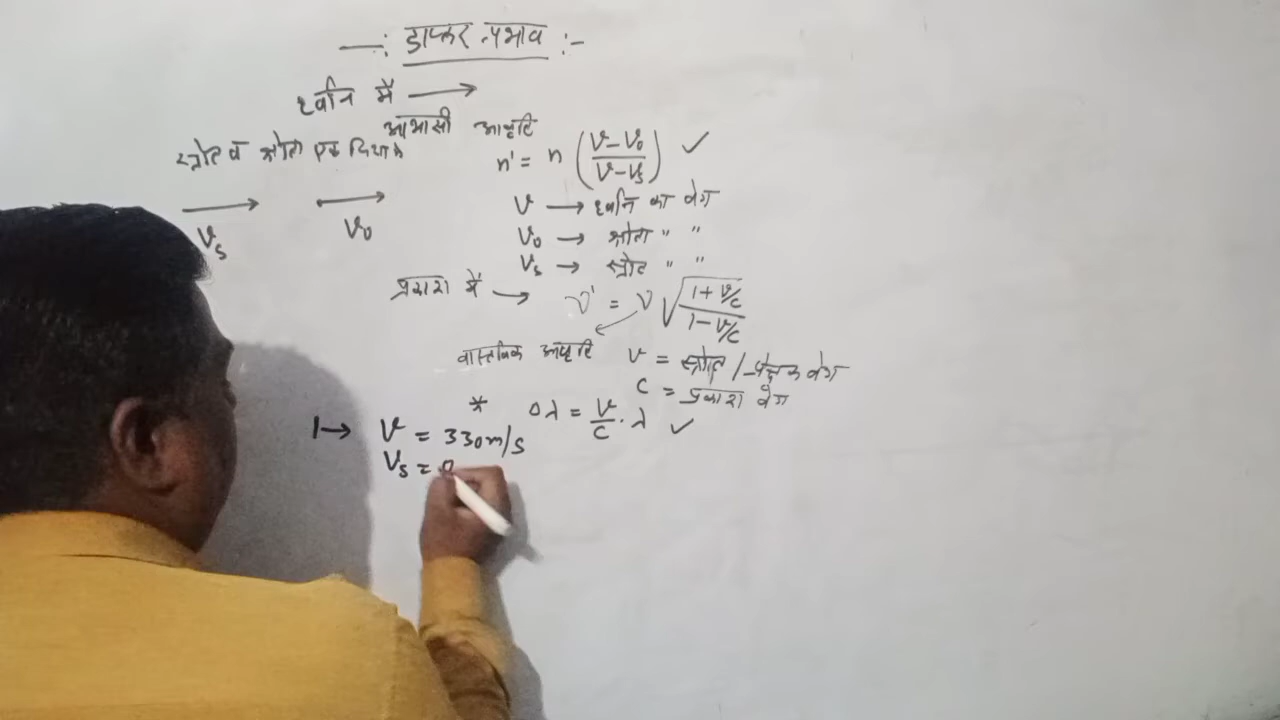 —: डाप्लर प्रभाव :-
ध्वनि में →
आभासी आवृत्ति
स्त्रोत व श्रोता एक दिशा में
n' = n ( (V - V₀) / (V - Vₛ) ) ✓
Vₛ → V₀ →
V → ध्वनि का वेग
V₀ → श्रोता " "
Vₛ → स्त्रोत " "
प्रकाश में → ν' = ν √( (1 + v/c) / (1 - v/c) )
वास्तविक आवृत्ति
v = स्त्रोत / प्रेक्षक वेग
c = प्रकाश वेग
* Δλ = v/c · λ ✓
1→ V = 330 m/s
Vₛ =